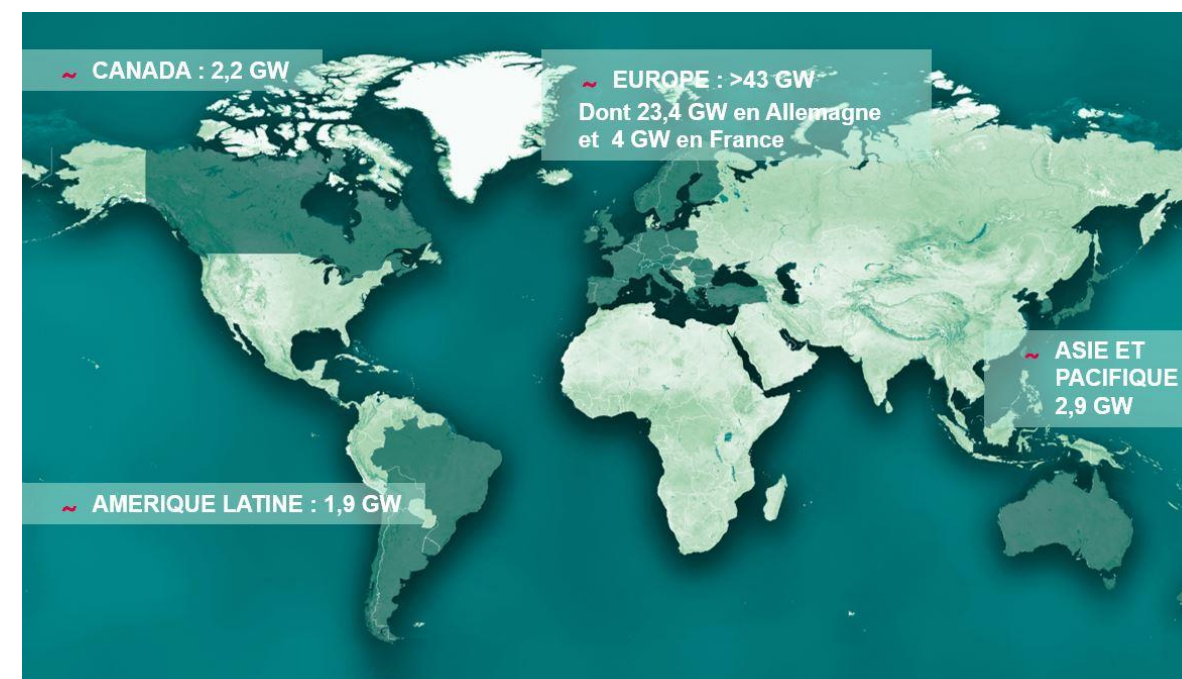 ~ CANADA : 2,2 GW
~ EUROPE : >43 GW
Dont 23,4 GW en Allemagne
et 4 GW en France
~ ASIE ET
PACIFIQUE
2,9 GW
~ AMERIQUE LATINE : 1,9 GW